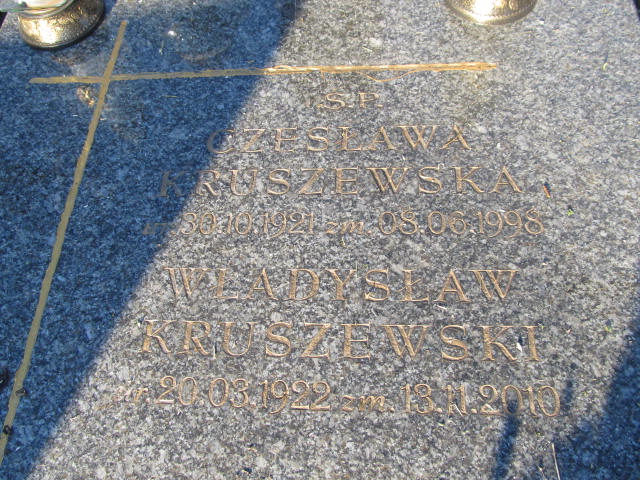 Ś.P.
CZESŁAWA
KRUSZEWSKA
ur. 30.10.1921 zm. 08.06.1998
WŁADYSŁAW
KRUSZEWSKI
ur. 20.03.1922 zm. 13.11.2010